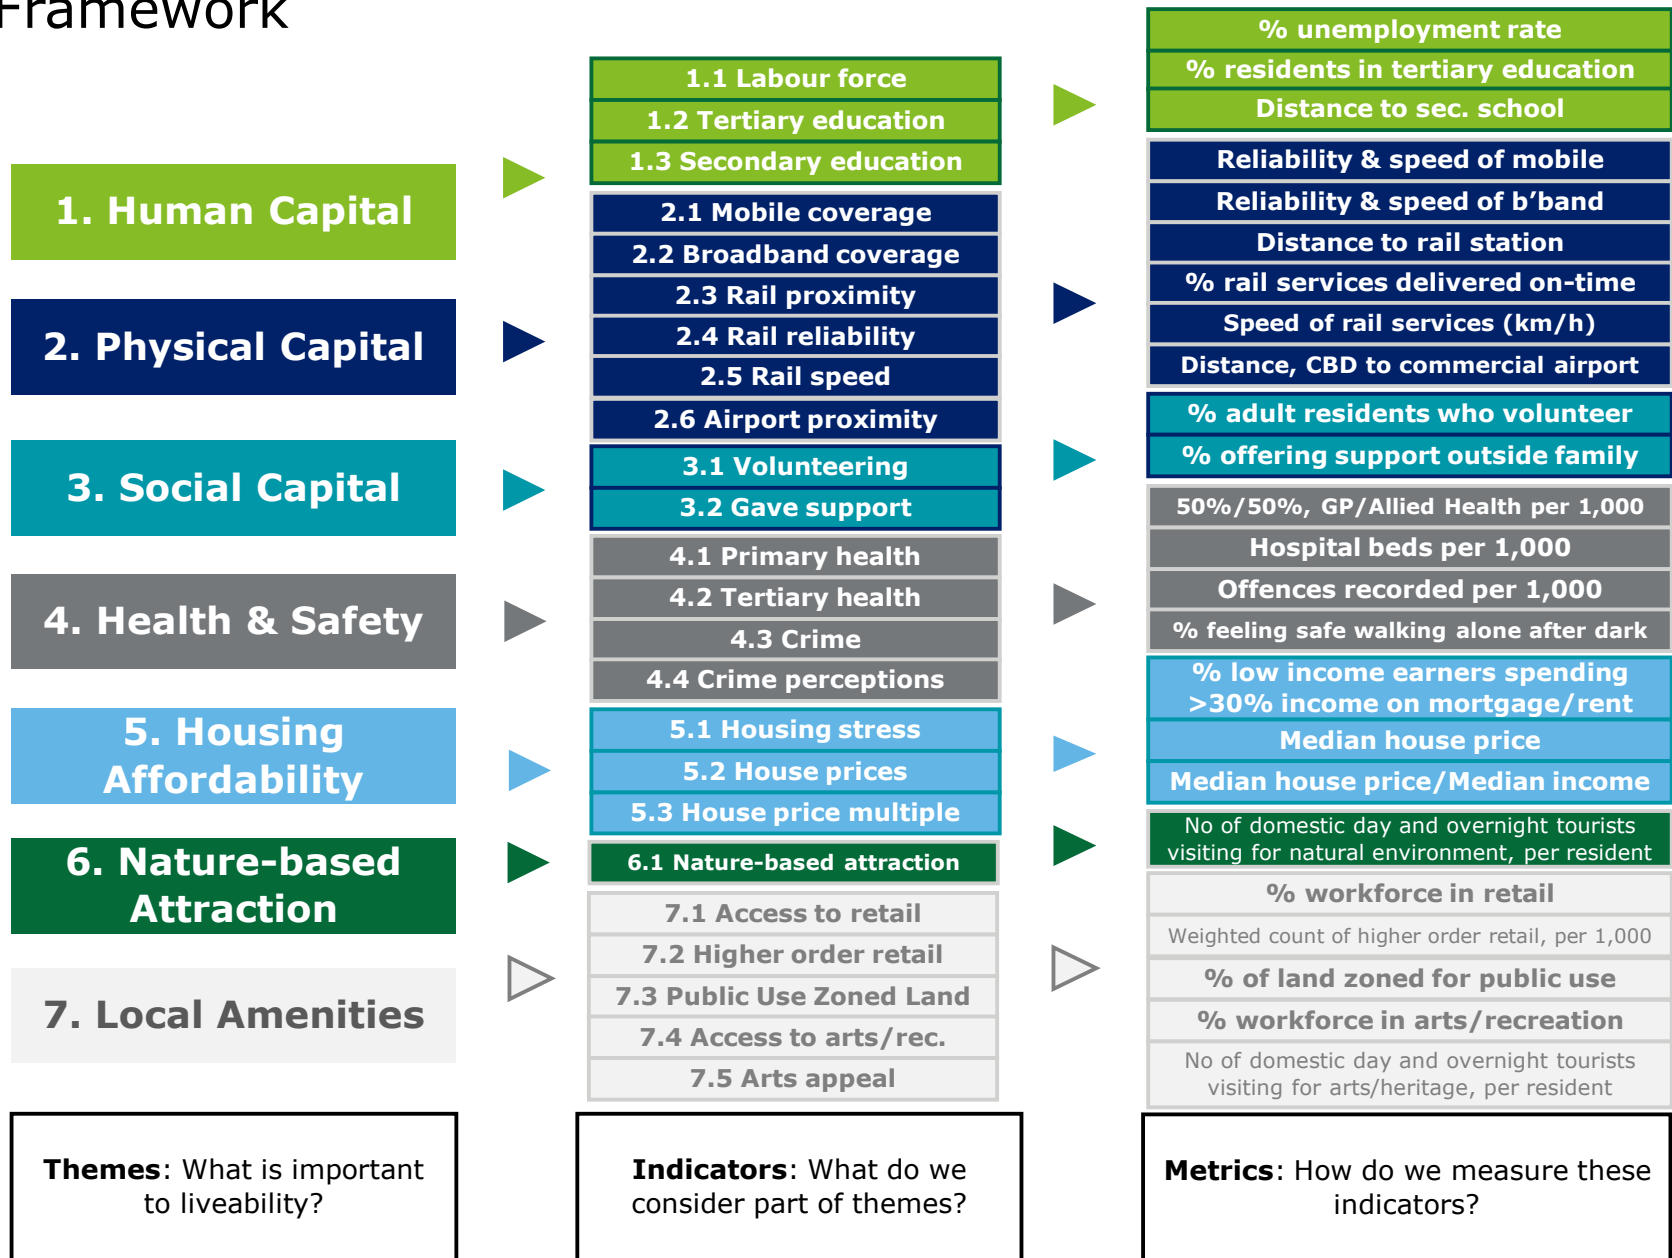 Framework
1. Human Capital
2. Physical Capital
3. Social Capital
4. Health & Safety
5. Housing
Affordability
6. Nature-based
Attraction
7. Local Amenities
Themes: What is important
to liveability?
1.1 Labour force
1.2 Tertiary education
1.3 Secondary education
2.1 Mobile coverage
2.2 Broadband coverage
2.3 Rail proximity
2.4 Rail reliability
2.5 Rail speed
2.6 Airport proximity
3.1 Volunteering
3.2 Gave support
4.1 Primary health
4.2 Tertiary health
4.3 Crime
4.4 Crime perceptions
5.1 Housing stress
5.2 House prices
5.3 House price multiple
6.1 Nature-based attraction
7.1 Access to retail
7.2 Higher order retail
7.3 Public Use Zoned Land
7.4 Access to arts/rec.
7.5 Arts appeal
Indicators: What do we
consider part of themes?
% unemployment rate
% residents in tertiary education
Distance to sec. school
Reliability & speed of mobile
Reliability & speed of b’band
Distance to rail station
% rail services delivered on-time
Speed of rail services (km/h)
Distance, CBD to commercial airport
% adult residents who volunteer
% offering support outside family
50%/50%, GP/Allied Health per 1,000
Hospital beds per 1,000
Offences recorded per 1,000
% feeling safe walking alone after dark
% low income earners spending
>30% income on mortgage/rent
Median house price
Median house price/Median income
No of domestic day and overnight tourists
visiting for natural environment, per resident
% workforce in retail
Weighted count of higher order retail, per 1,000
% of land zoned for public use
% workforce in arts/recreation
No of domestic day and overnight tourists
visiting for arts/heritage, per resident
Metrics: How do we measure these
indicators?